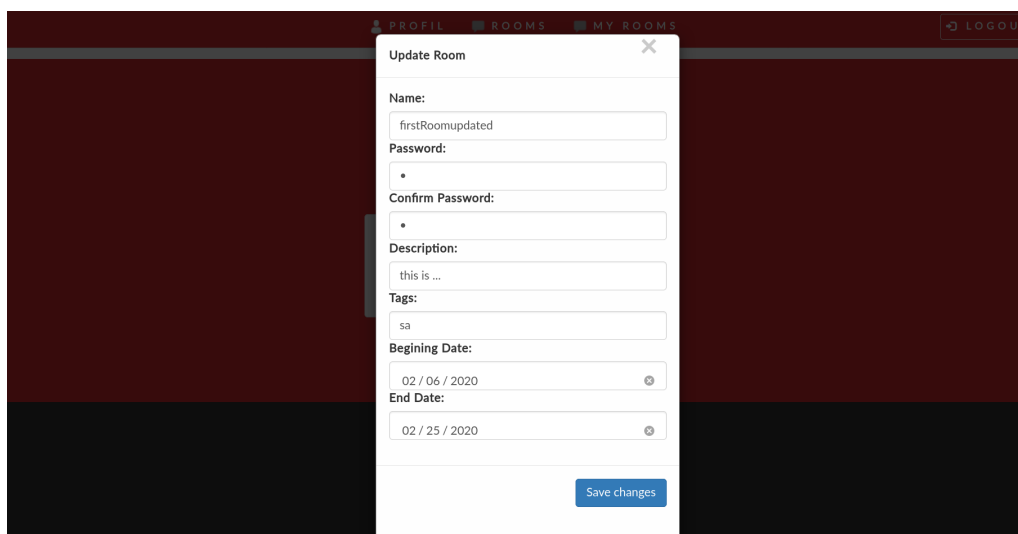 PROFIL ROOMS MY ROOMS LOGOU
Update Room ×
Name:
firstRoomupdated
Password:
•
Confirm Password:
•
Description:
this is ...
Tags:
sa
Begining Date:
02 / 06 / 2020
End Date:
02 / 25 / 2020
Save changes